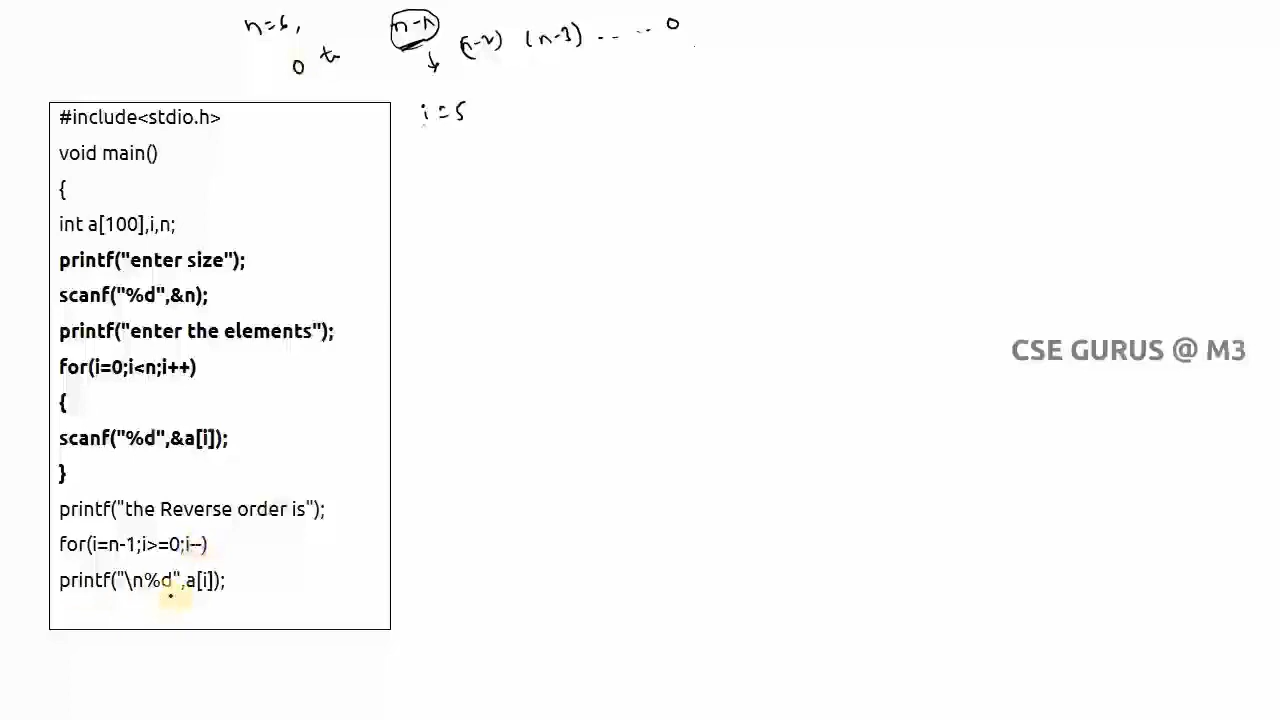 n=6,
0 to (n-1) (n-2) (n-3) ..... 0
i=5
#include<stdio.h>
void main()
{
int a[100],i,n;
printf("enter size");
scanf("%d",&n);
printf("enter the elements");
for(i=0;i<n;i++)
{
scanf("%d",&a[i]);
}
printf("the Reverse order is");
for(i=n-1;i>=0;i--)
printf("\n%d",a[i]);
CSE GURUS @ M3